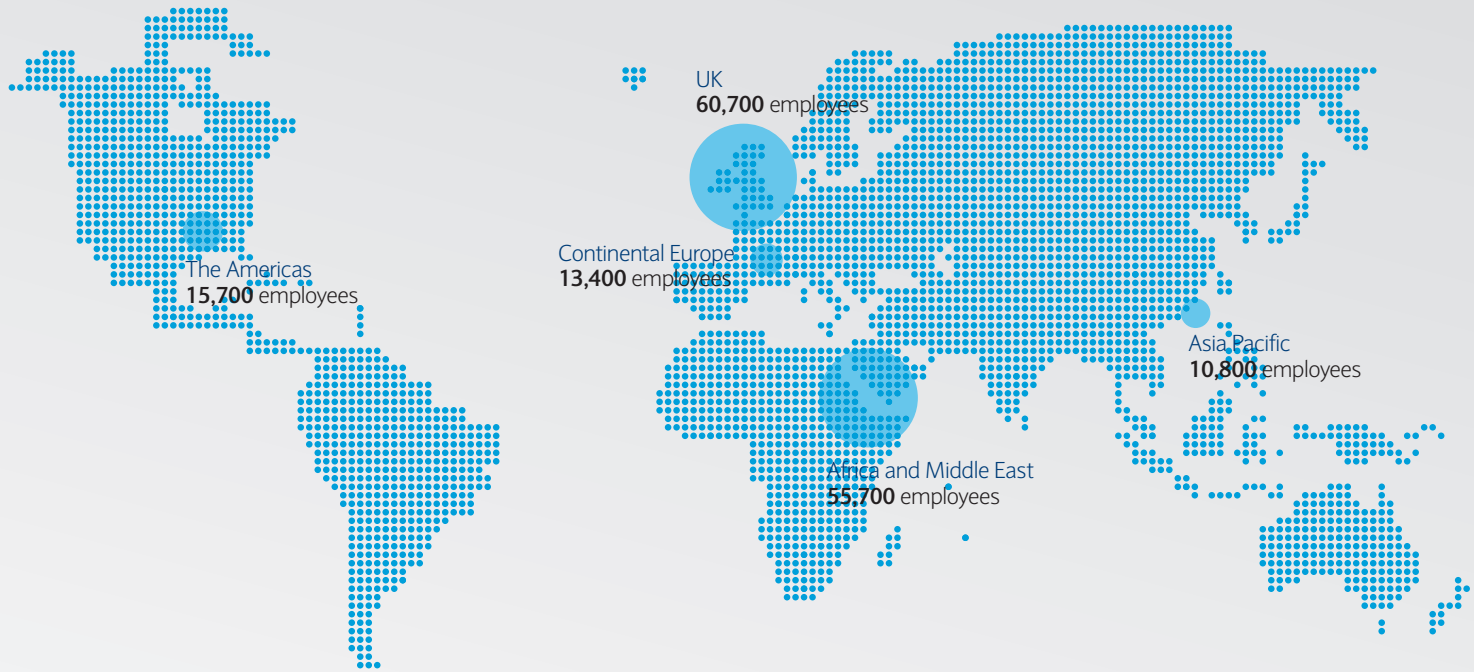 UK
60,700 employees
Continental Europe
13,400 employees
The Americas
15,700 employees
Asia Pacific
10,800 employees
Africa and Middle East
55,700 employees